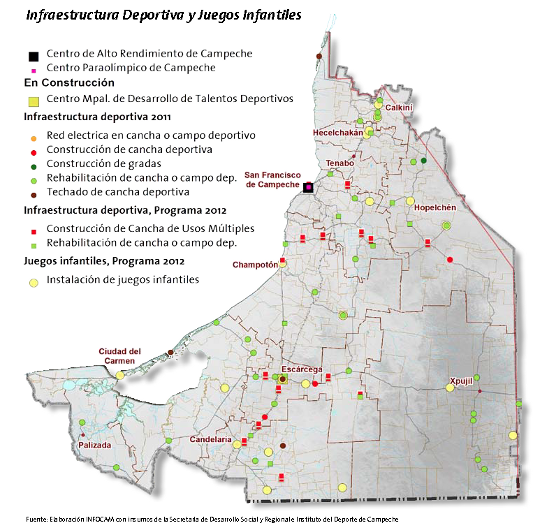 Infraestructura Deportiva y Juegos Infantiles
Centro de Alto Rendimiento de Campeche
Centro Paraolímpico de Campeche
En Construcción
Centro Mpal. de Desarrollo de Talentos Deportivos
Infraestructura deportiva 2011
Red electrica en cancha o campo deportivo
Construcción de cancha deportiva
Construcción de gradas
Rehabilitación de cancha o campo dep.
Techado de cancha deportiva
Infraestructura deportiva, Programa 2012
Construcción de Cancha de Usos Múltiples
Rehabilitación de cancha o campo dep.
Juegos infantiles, Programa 2012
Instalación de juegos infantiles
Calkiní
Hecelchakán
Tenabo
San Francisco
de Campeche
Hopelchén
Champotón
Ciudad del
Carmen
Escárcega
Xpujil
Candelaria
Palizada
Fuente: Elaboración INFOCAM con insumos de la Secretaria de Desarrollo Social y Regional e Instituto del Deporte de Campeche